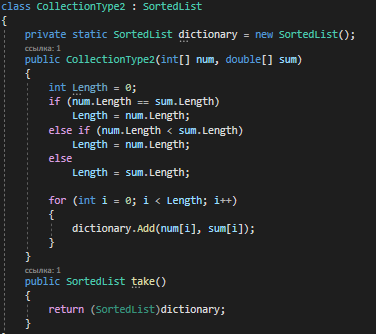 class CollectionType2 : SortedList
{
    private static SortedList dictionary = new SortedList();
    ссылка: 1
    public CollectionType2(int[] num, double[] sum)
    {
        int Length = 0;
        if (num.Length == sum.Length)
            Length = num.Length;
        else if (num.Length < sum.Length)
            Length = num.Length;
        else
            Length = sum.Length;

        for (int i = 0; i < Length; i++)
        {
            dictionary.Add(num[i], sum[i]);
        }
    }
    ссылка: 1
    public SortedList take()
    {
        return (SortedList)dictionary;
    }
}